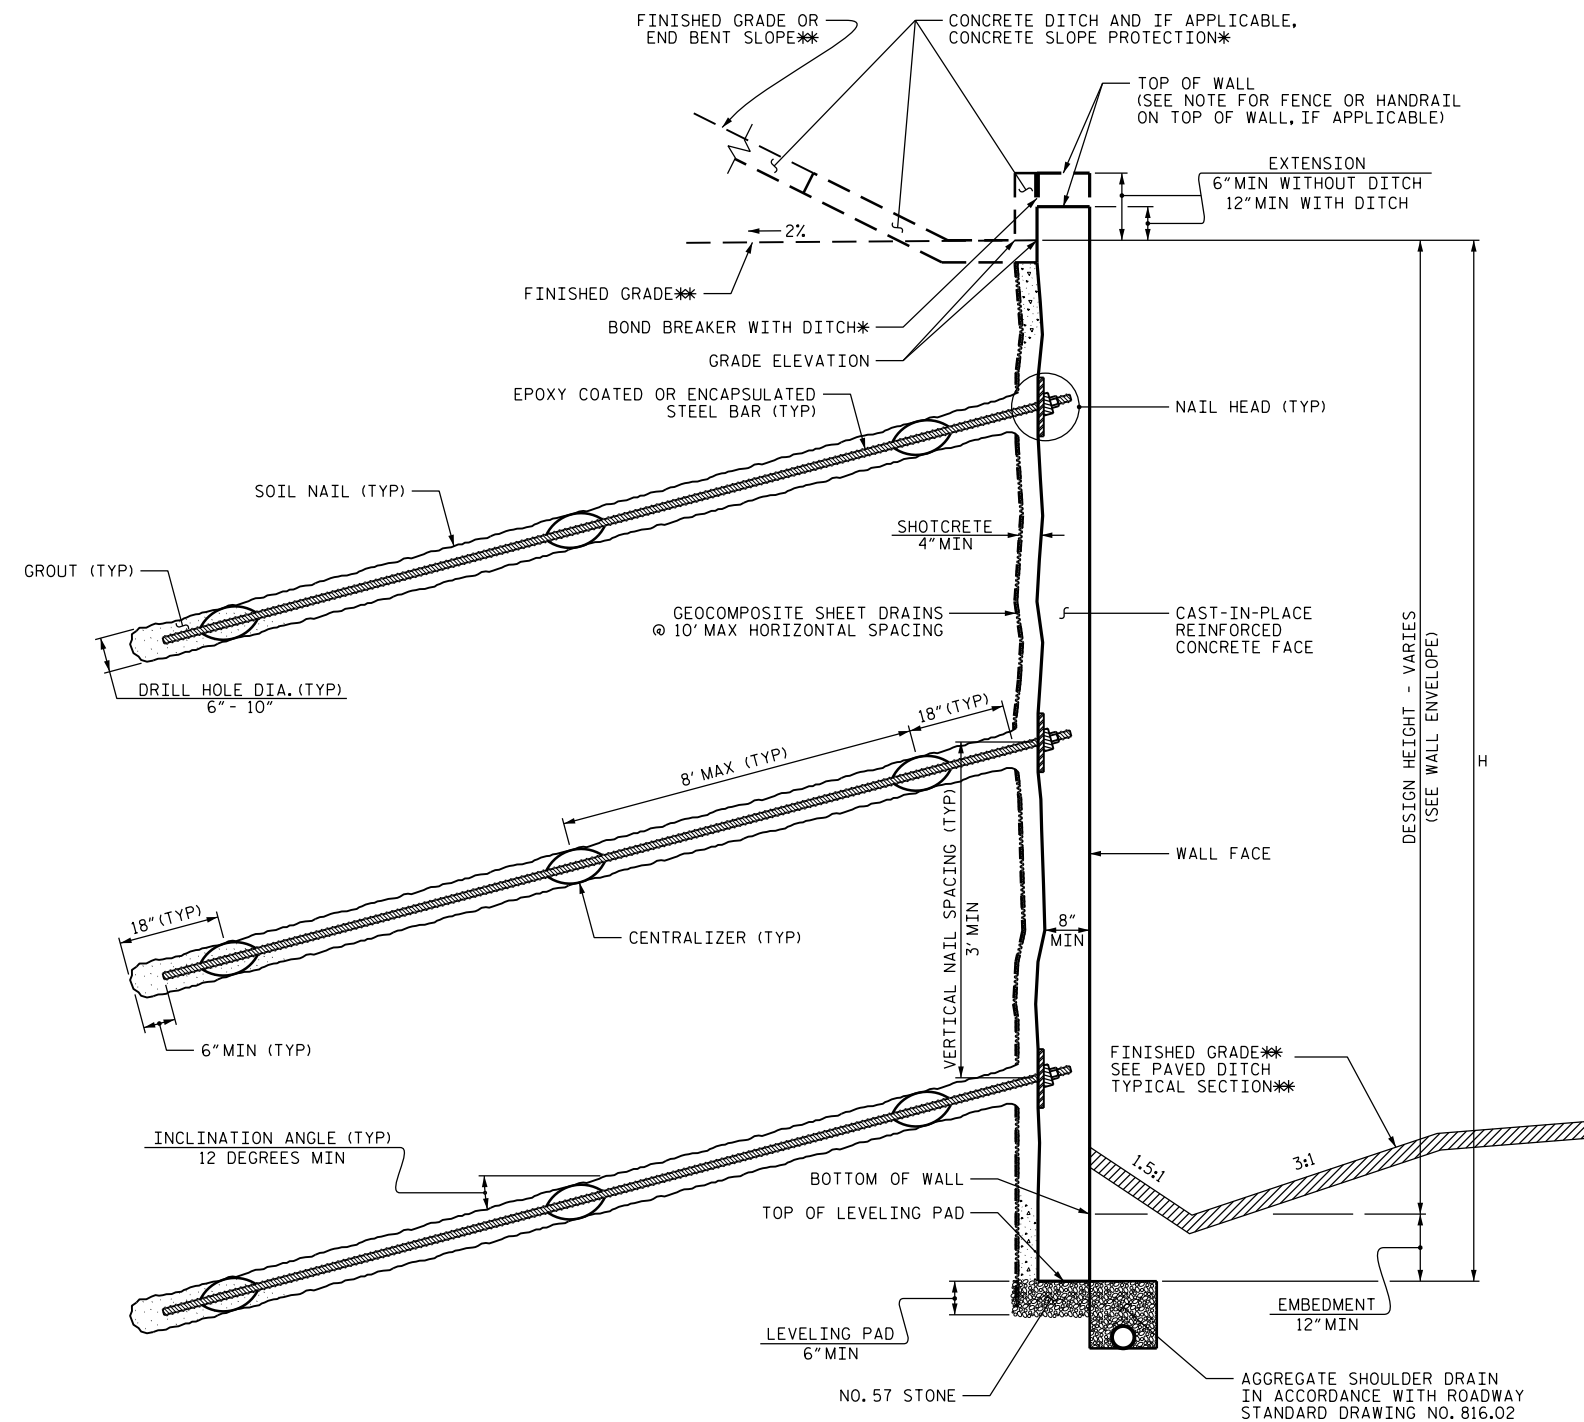 FINISHED GRADE OR
END BENT SLOPE**
CONCRETE DITCH AND IF APPLICABLE,
CONCRETE SLOPE PROTECTION*
TOP OF WALL
(SEE NOTE FOR FENCE OR HANDRAIL
ON TOP OF WALL, IF APPLICABLE)
EXTENSION
6" MIN WITHOUT DITCH
12" MIN WITH DITCH
2%
FINISHED GRADE**
BOND BREAKER WITH DITCH*
GRADE ELEVATION
EPOXY COATED OR ENCAPSULATED
STEEL BAR (TYP)
NAIL HEAD (TYP)
SOIL NAIL (TYP)
SHOTCRETE
4" MIN
GROUT (TYP)
GEOCOMPOSITE SHEET DRAINS
@ 10' MAX HORIZONTAL SPACING
CAST-IN-PLACE
REINFORCED
CONCRETE FACE
DRILL HOLE DIA. (TYP)
6" - 10"
18" (TYP)
8' MAX (TYP)
DESIGN HEIGHT - VARIES
(SEE WALL ENVELOPE)
H
VERTICAL NAIL SPACING (TYP)
3' MIN
WALL FACE
18" (TYP)
8"
MIN
CENTRALIZER (TYP)
6" MIN (TYP)
FINISHED GRADE**
SEE PAVED DITCH
TYPICAL SECTION**
INCLINATION ANGLE (TYP)
12 DEGREES MIN
1.5:1
3:1
BOTTOM OF WALL
TOP OF LEVELING PAD
EMBEDMENT
12" MIN
LEVELING PAD
6" MIN
NO. 57 STONE
AGGREGATE SHOULDER DRAIN
IN ACCORDANCE WITH ROADWAY
STANDARD DRAWING NO. 816.02